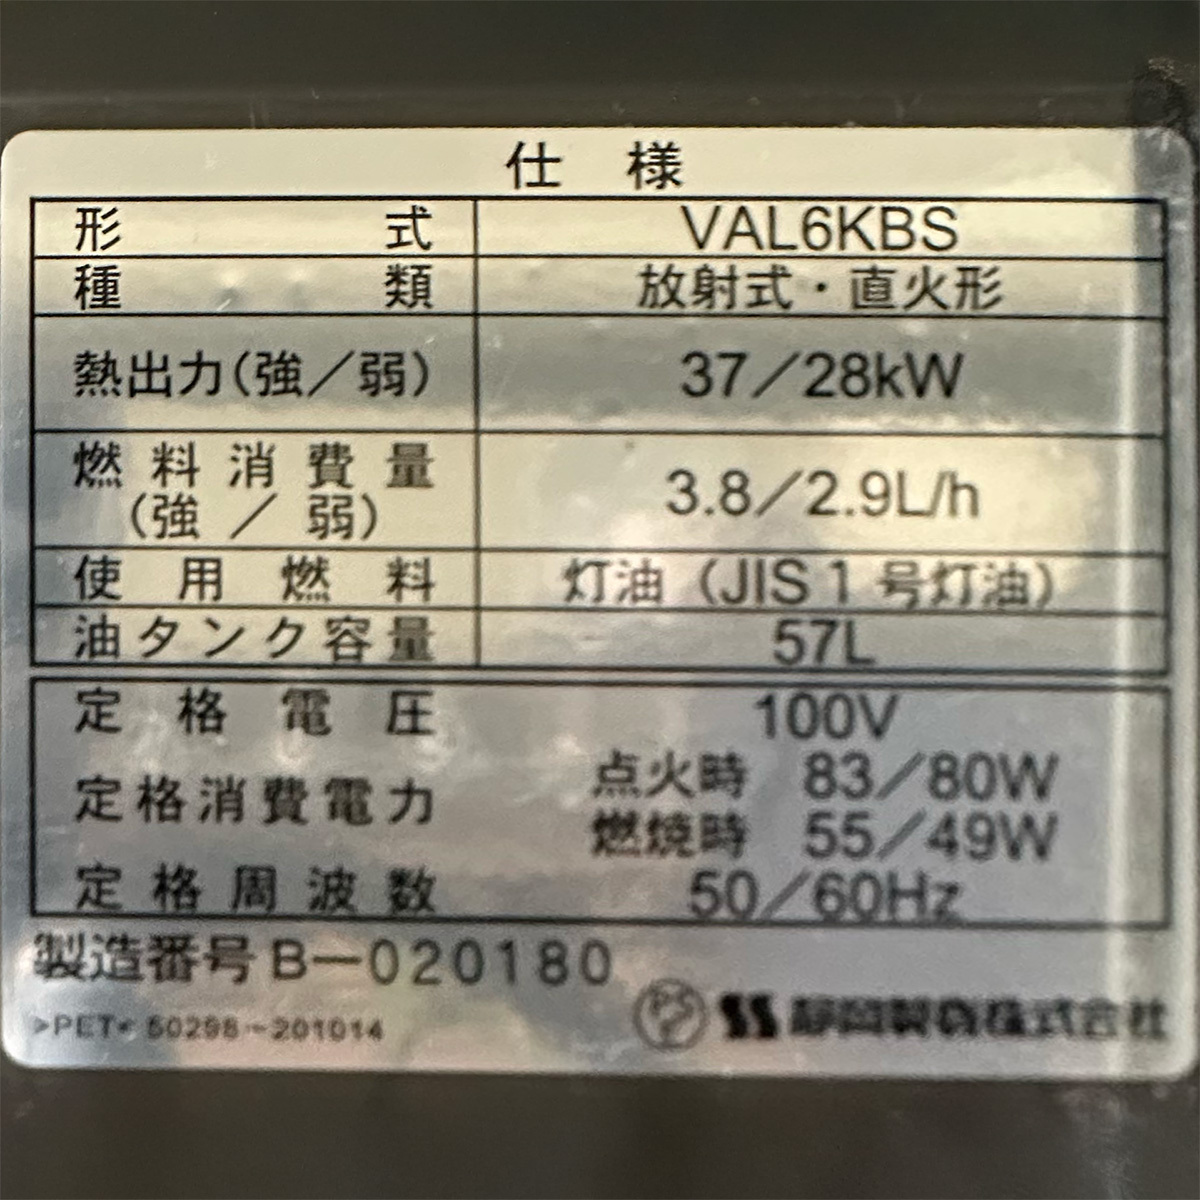 仕様
形式 VAL6KBS
種類 放射式・直火形
熱出力(強／弱) 37／28kW
燃料消費量
(強／弱) 3.8／2.9L/h
使用燃料 灯油（JIS 1 号灯油）
油タンク容量 57L
定格電圧 100V
定格消費電力 点火時 83／80W
燃焼時 55／49W
定格周波数 50／60Hz
製造番号 B—020180
>PET< 50298-201014
PS SS 静岡製機株式会社